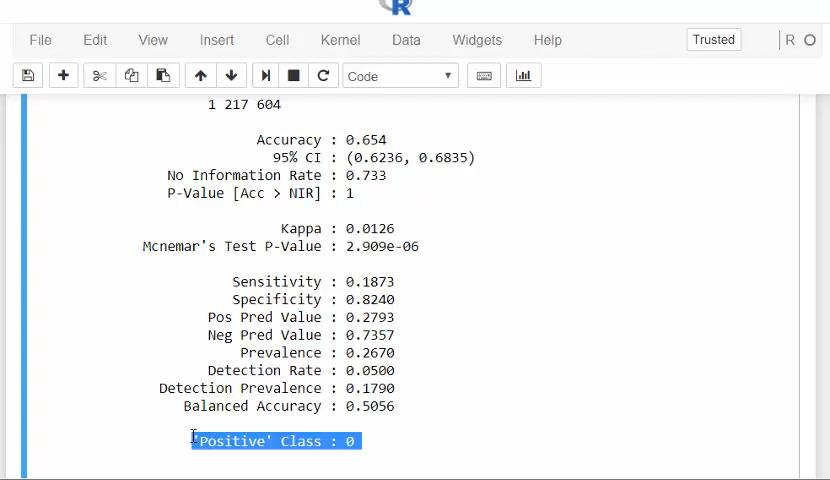 R
File Edit View Insert Cell Kernel Data Widgets Help Trusted R
Code
1 217 604
Accuracy : 0.654
95% CI : (0.6236, 0.6835)
No Information Rate : 0.733
P-Value [Acc > NIR] : 1
Kappa : 0.0126
Mcnemar's Test P-Value : 2.909e-06
Sensitivity : 0.1873
Specificity : 0.8240
Pos Pred Value : 0.2793
Neg Pred Value : 0.7357
Prevalence : 0.2670
Detection Rate : 0.0500
Detection Prevalence : 0.1790
Balanced Accuracy : 0.5056
'Positive' Class : 0